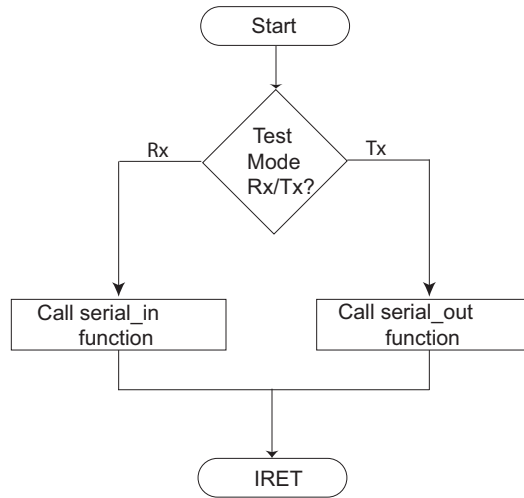 Start
Test
Mode
Rx/Tx?
Rx
Tx
Call serial_in
function
Call serial_out
function
IRET